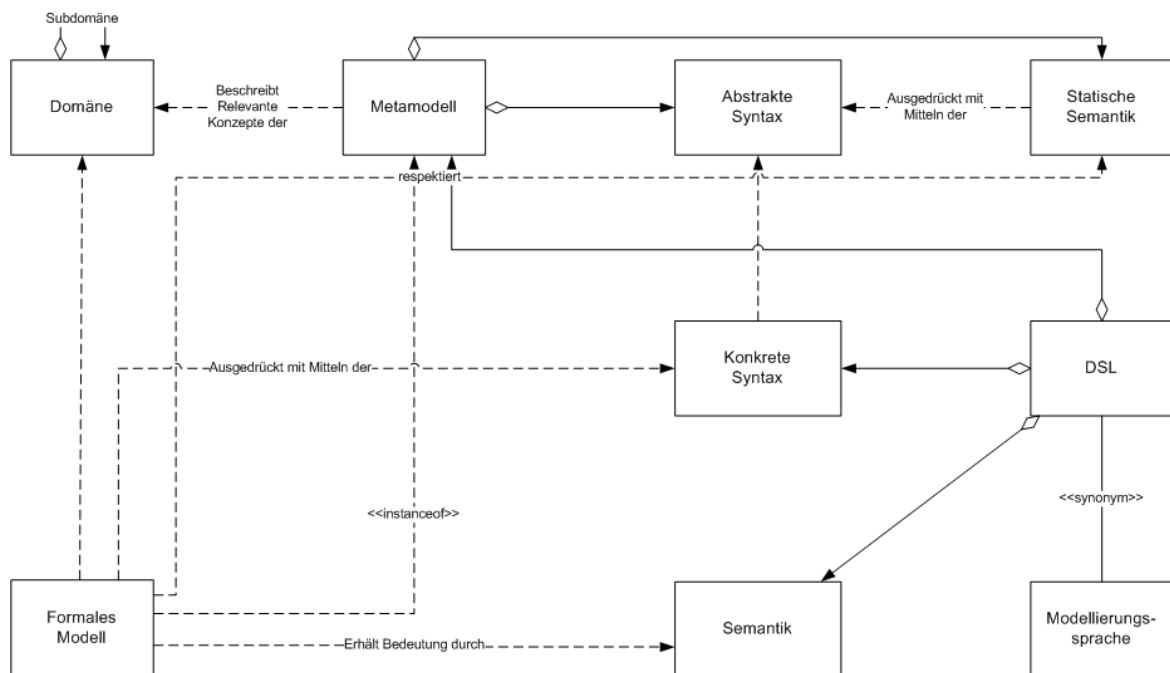 Subdomäne
Domäne
Beschreibt
Relevante
Konzepte der
Metamodell
Abstrakte
Syntax
Ausgedrückt mit
Mitteln der
Statische
Semantik
respektiert
Ausgedrückt mit Mitteln der
Konkrete
Syntax
DSL
<<instanceof>>
<<synonym>>
Formales
Modell
Erhält Bedeutung durch
Semantik
Modellierungs-
sprache